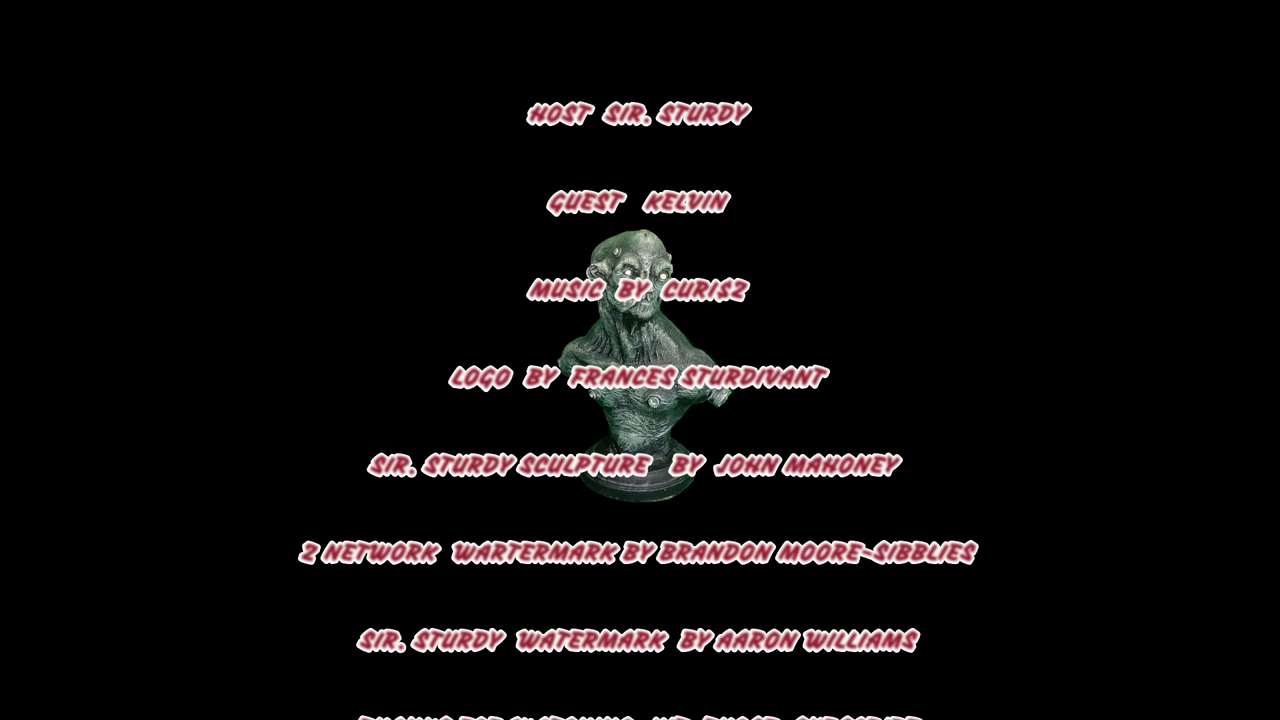 HOST SIR. STURDY
GUEST KELVIN
MUSIC BY CURI$Z
LOGO BY FRANCES STURDIVANT
SIR. STURDY SCULPTURE BY JOHN MAHONEY
Z NETWORK WARTERMARK BY BRANDON MOORE-SIBBLIES
SIR. STURDY WATERMARK BY AARON WILLIAMS